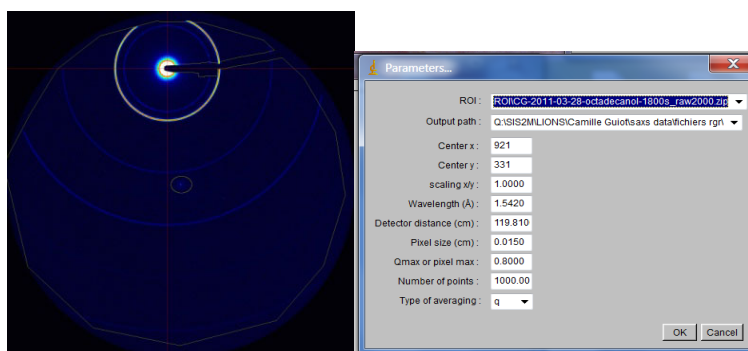 Parameters...
ROI : ROI\CG-2011-03-28-octadecanol-1800s_raw2000.zip
Output path : Q:\SIS2M\LIONS\Camille Guiot\saxs data\fichiers rgr\
Center x : 921
Center y : 331
scaling x/y : 1.0000
Wavelength (Å) : 1.5420
Detector distance (cm) : 119.810
Pixel size (cm) : 0.0150
Qmax or pixel max : 0.8000
Number of points : 1000.00
Type of averaging : q
OK Cancel